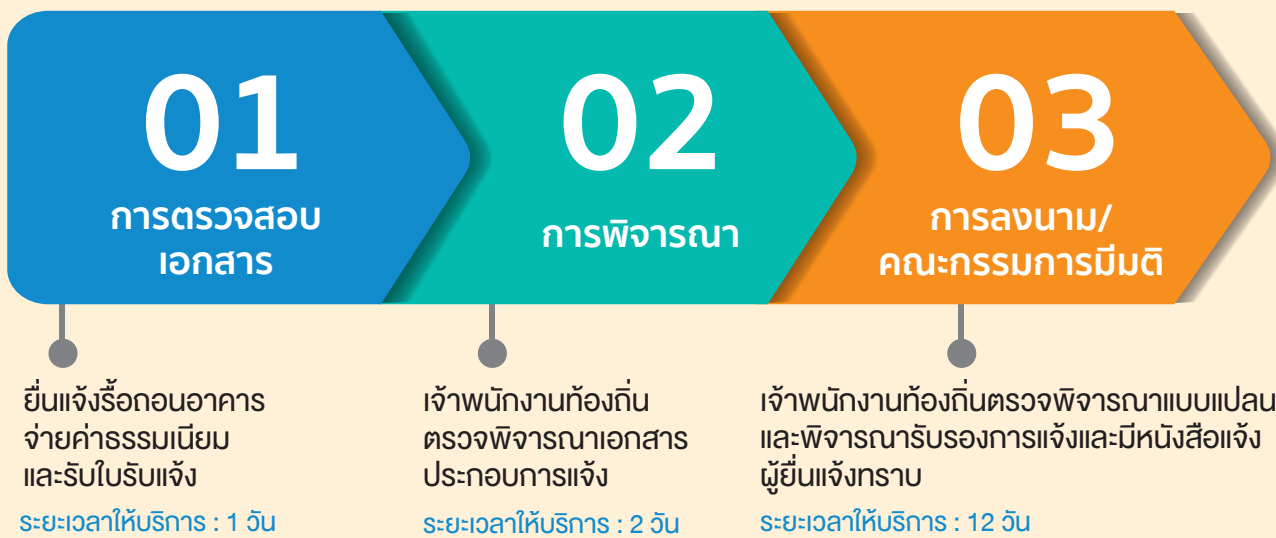 01
การตรวจสอบ
เอกสาร
ยื่นแจ้งรื้อถอนอาคาร
จ่ายค่าธรรมเนียม
และรับใบรับแจ้ง
ระยะเวลาให้บริการ : 1 วัน
02
การพิจารณา
เจ้าพนักงานท้องถิ่น
ตรวจพิจารณาเอกสาร
ประกอบการแจ้ง
ระยะเวลาให้บริการ : 2 วัน
03
การลงนาม/
คณะกรรมการมีมติ
เจ้าพนักงานท้องถิ่นตรวจพิจารณาแบบแปลน
และพิจารณารับรองการแจ้งและมีหนังสือแจ้ง
ผู้ยื่นแจ้งทราบ
ระยะเวลาให้บริการ : 12 วัน